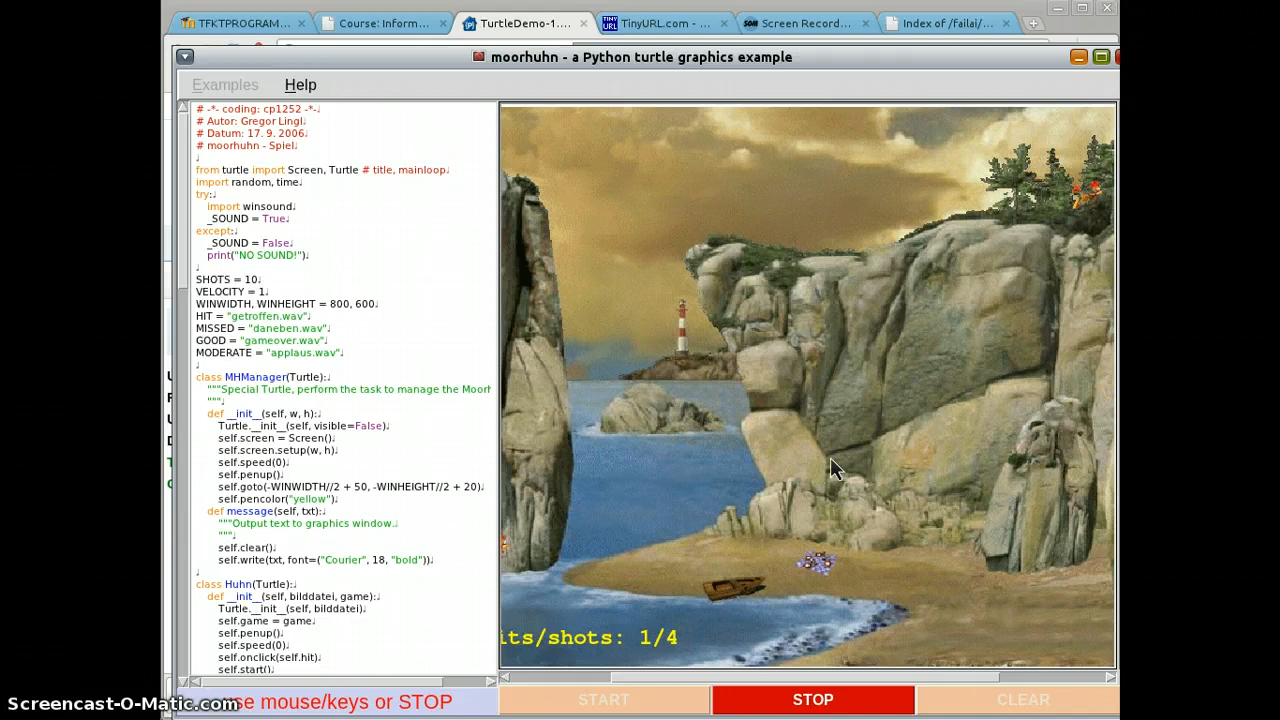 TFKTPROGRAM...
Course: Inform...
TurtleDemo-1....
TinyURL.com - ...
Screen Record...
Index of /failai/...
moorhuhn - a Python turtle graphics example
Examples
Help
# -*- coding: cp1252 -*-
# Autor: Gregor Lingl
# Datum: 17. 9. 2006
# moorhuhn - Spiel
from turtle import Screen, Turtle # title, mainloop
import random, time
try:
import winsound
_SOUND = True
except:
_SOUND = False
print("NO SOUND!")
SHOTS = 10
VELOCITY = 1
WINWIDTH, WINHEIGHT = 800, 600
HIT = "getroffen.wav"
MISSED = "daneben.wav"
GOOD = "gameover.wav"
MODERATE = "applaus.wav"
class MHManager(Turtle):
"""Special Turtle, perform the task to manage the Moorh
"""
def __init__(self, w, h):
Turtle.__init__(self, visible=False)
self.screen = Screen()
self.screen.setup(w, h)
self.speed(0)
self.penup()
self.goto(-WINWIDTH//2 + 50, -WINHEIGHT//2 + 20)
self.pencolor("yellow")
def message(self, txt):
"""Output text to graphics window.
"""
self.clear()
self.write(txt, font=("Courier", 18, "bold"))
class Huhn(Turtle):
def __init__(self, bilddatei, game):
Turtle.__init__(self, bilddatei)
self.game = game
self.penup()
self.speed(0)
self.onclick(self.hit)
self.start()
its/shots: 1/4
mouse/keys or STOP
START
STOP
CLEAR
Screencast-O-Matic.com